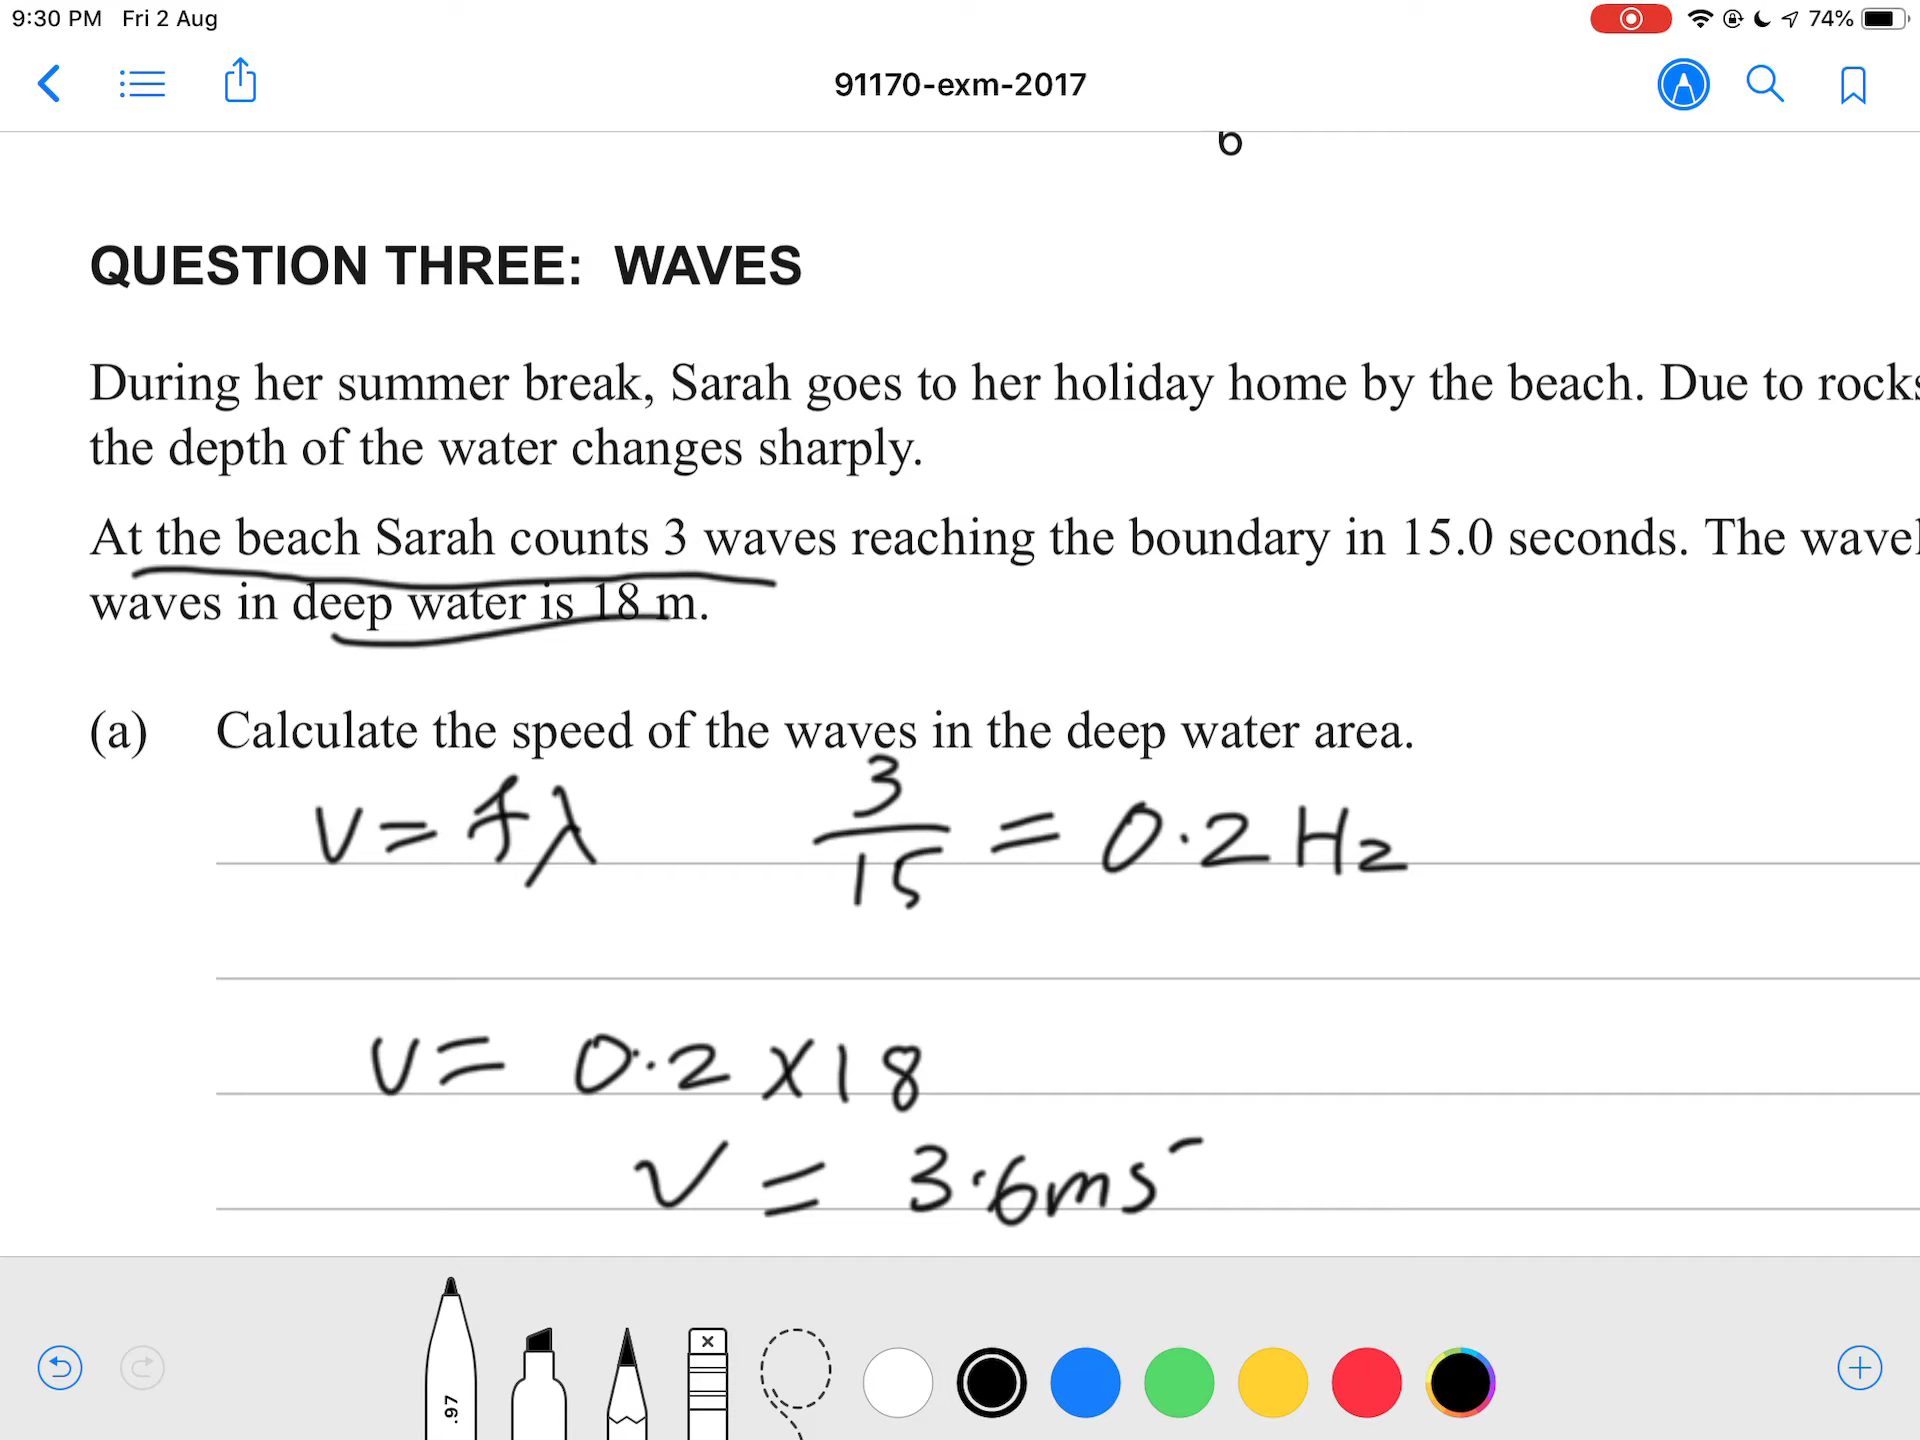 9:30 PM Fri 2 Aug 74%
91170-exm-2017
6
QUESTION THREE: WAVES
During her summer break, Sarah goes to her holiday home by the beach. Due to rocks
the depth of the water changes sharply.
At the beach Sarah counts 3 waves reaching the boundary in 15.0 seconds. The wavel
waves in deep water is 18 m.
(a) Calculate the speed of the waves in the deep water area.
v = fλ 3/15 = 0.2 Hz
v = 0.2 × 18
v = 3.6ms⁻
.97